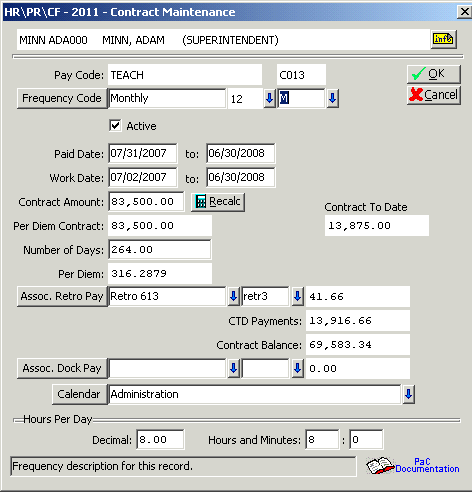 HR\PR\CF - 2011 - Contract Maintenance
MINN ADA000 MINN, ADAM (SUPERINTENDENT) info
Pay Code: TEACH C013 OK
Frequency Code Monthly 12 M Cancel
Active
Paid Date: 07/31/2007 to: 06/30/2008
Work Date: 07/02/2007 to: 06/30/2008
Contract Amount: 83,500.00 Recalc Contract To Date
Per Diem Contract: 83,500.00 13,875.00
Number of Days: 264.00
Per Diem: 316.2879
Assoc. Retro Pay Retro 613 retr3 41.66
CTD Payments: 13,916.66
Contract Balance: 69,583.34
Assoc. Dock Pay 0.00
Calendar Administration
Hours Per Day
Decimal: 8.00 Hours and Minutes: 8 : 0
Frequency description for this record. PaC
Documentation